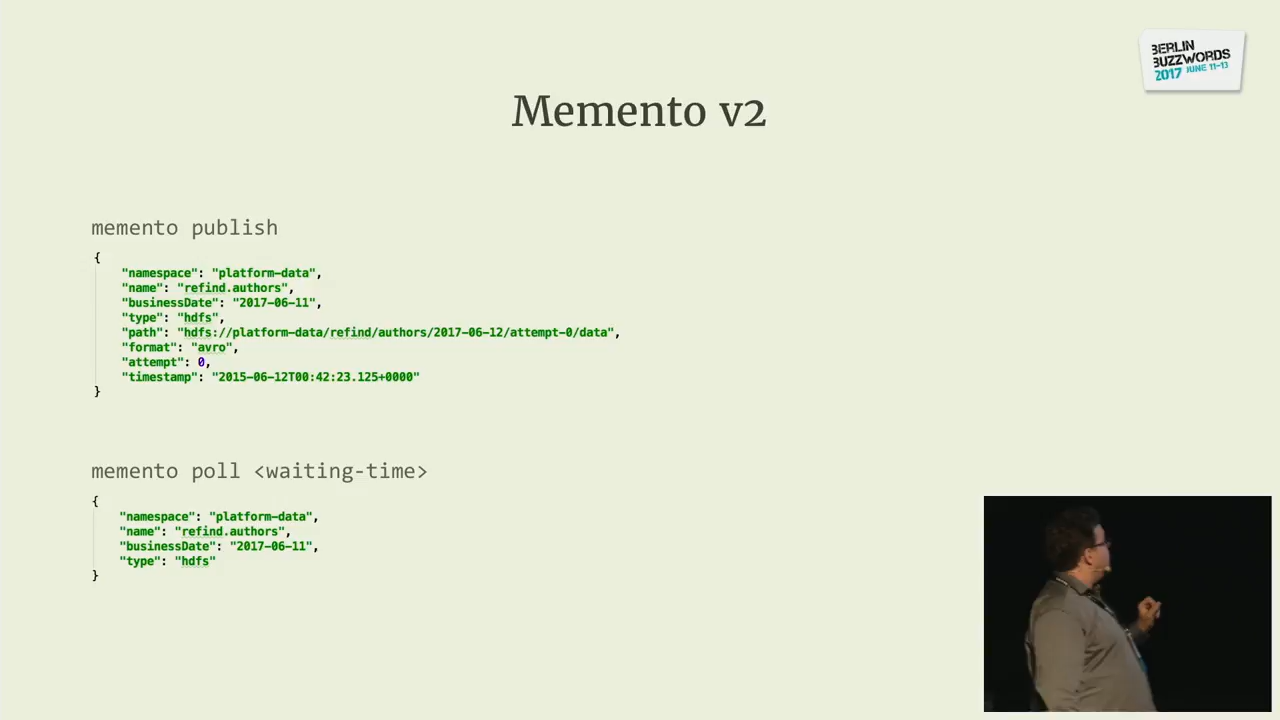 BERLIN
BUZZWORDS
2017 JUNE 11-13
Memento v2
memento publish
{
"namespace": "platform-data",
"name": "refind.authors",
"businessDate": "2017-06-11",
"type": "hdfs",
"path": "hdfs://platform-data/refind/authors/2017-06-12/attempt-0/data",
"format": "avro",
"attempt": 0,
"timestamp": "2015-06-12T00:42:23.125+0000"
}
memento poll <waiting-time>
{
"namespace": "platform-data",
"name": "refind.authors",
"businessDate": "2017-06-11",
"type": "hdfs"
}